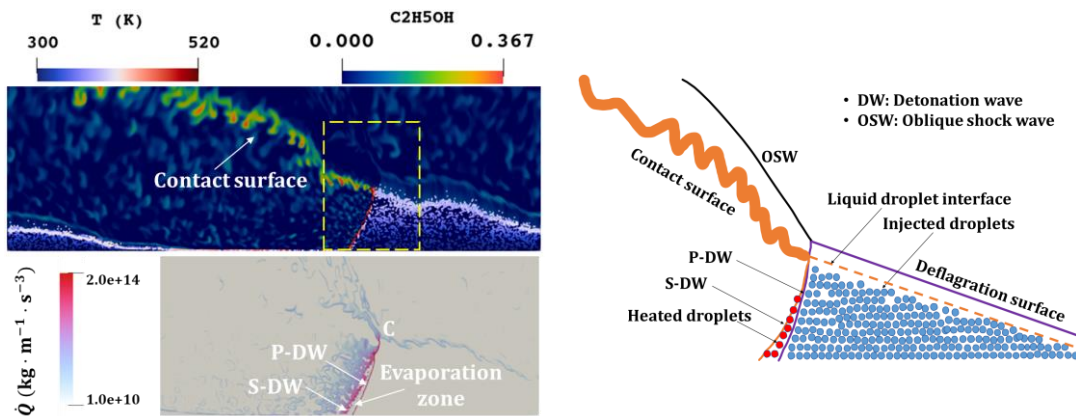 T (K)
C2H5OH
300
520
0.000
0.367
Contact surface
2.0e+14
1.0e+10
Q̇ (kg · m⁻¹ · s⁻³)
C
P-DW
S-DW
Evaporation
zone
• DW: Detonation wave
• OSW: Oblique shock wave
OSW
Contact surface
Liquid droplet interface
Injected droplets
P-DW
S-DW
Heated droplets
Deflagration surface